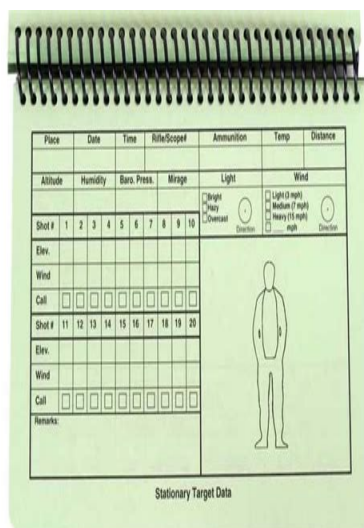 Place Date Time Rifle/Scope# Ammunition Temp Distance
Altitude Humidity Baro. Press. Mirage Light Wind
Bright
Hazy
Overcast
Direction
Light (3 mph)
Medium (7 mph)
Heavy (15 mph)
____ mph
Direction
Shot # 1 2 3 4 5 6 7 8 9 10
Elev.
Wind
Call
Shot # 11 12 13 14 15 16 17 18 19 20
Elev.
Wind
Call
Remarks:
Stationary Target Data